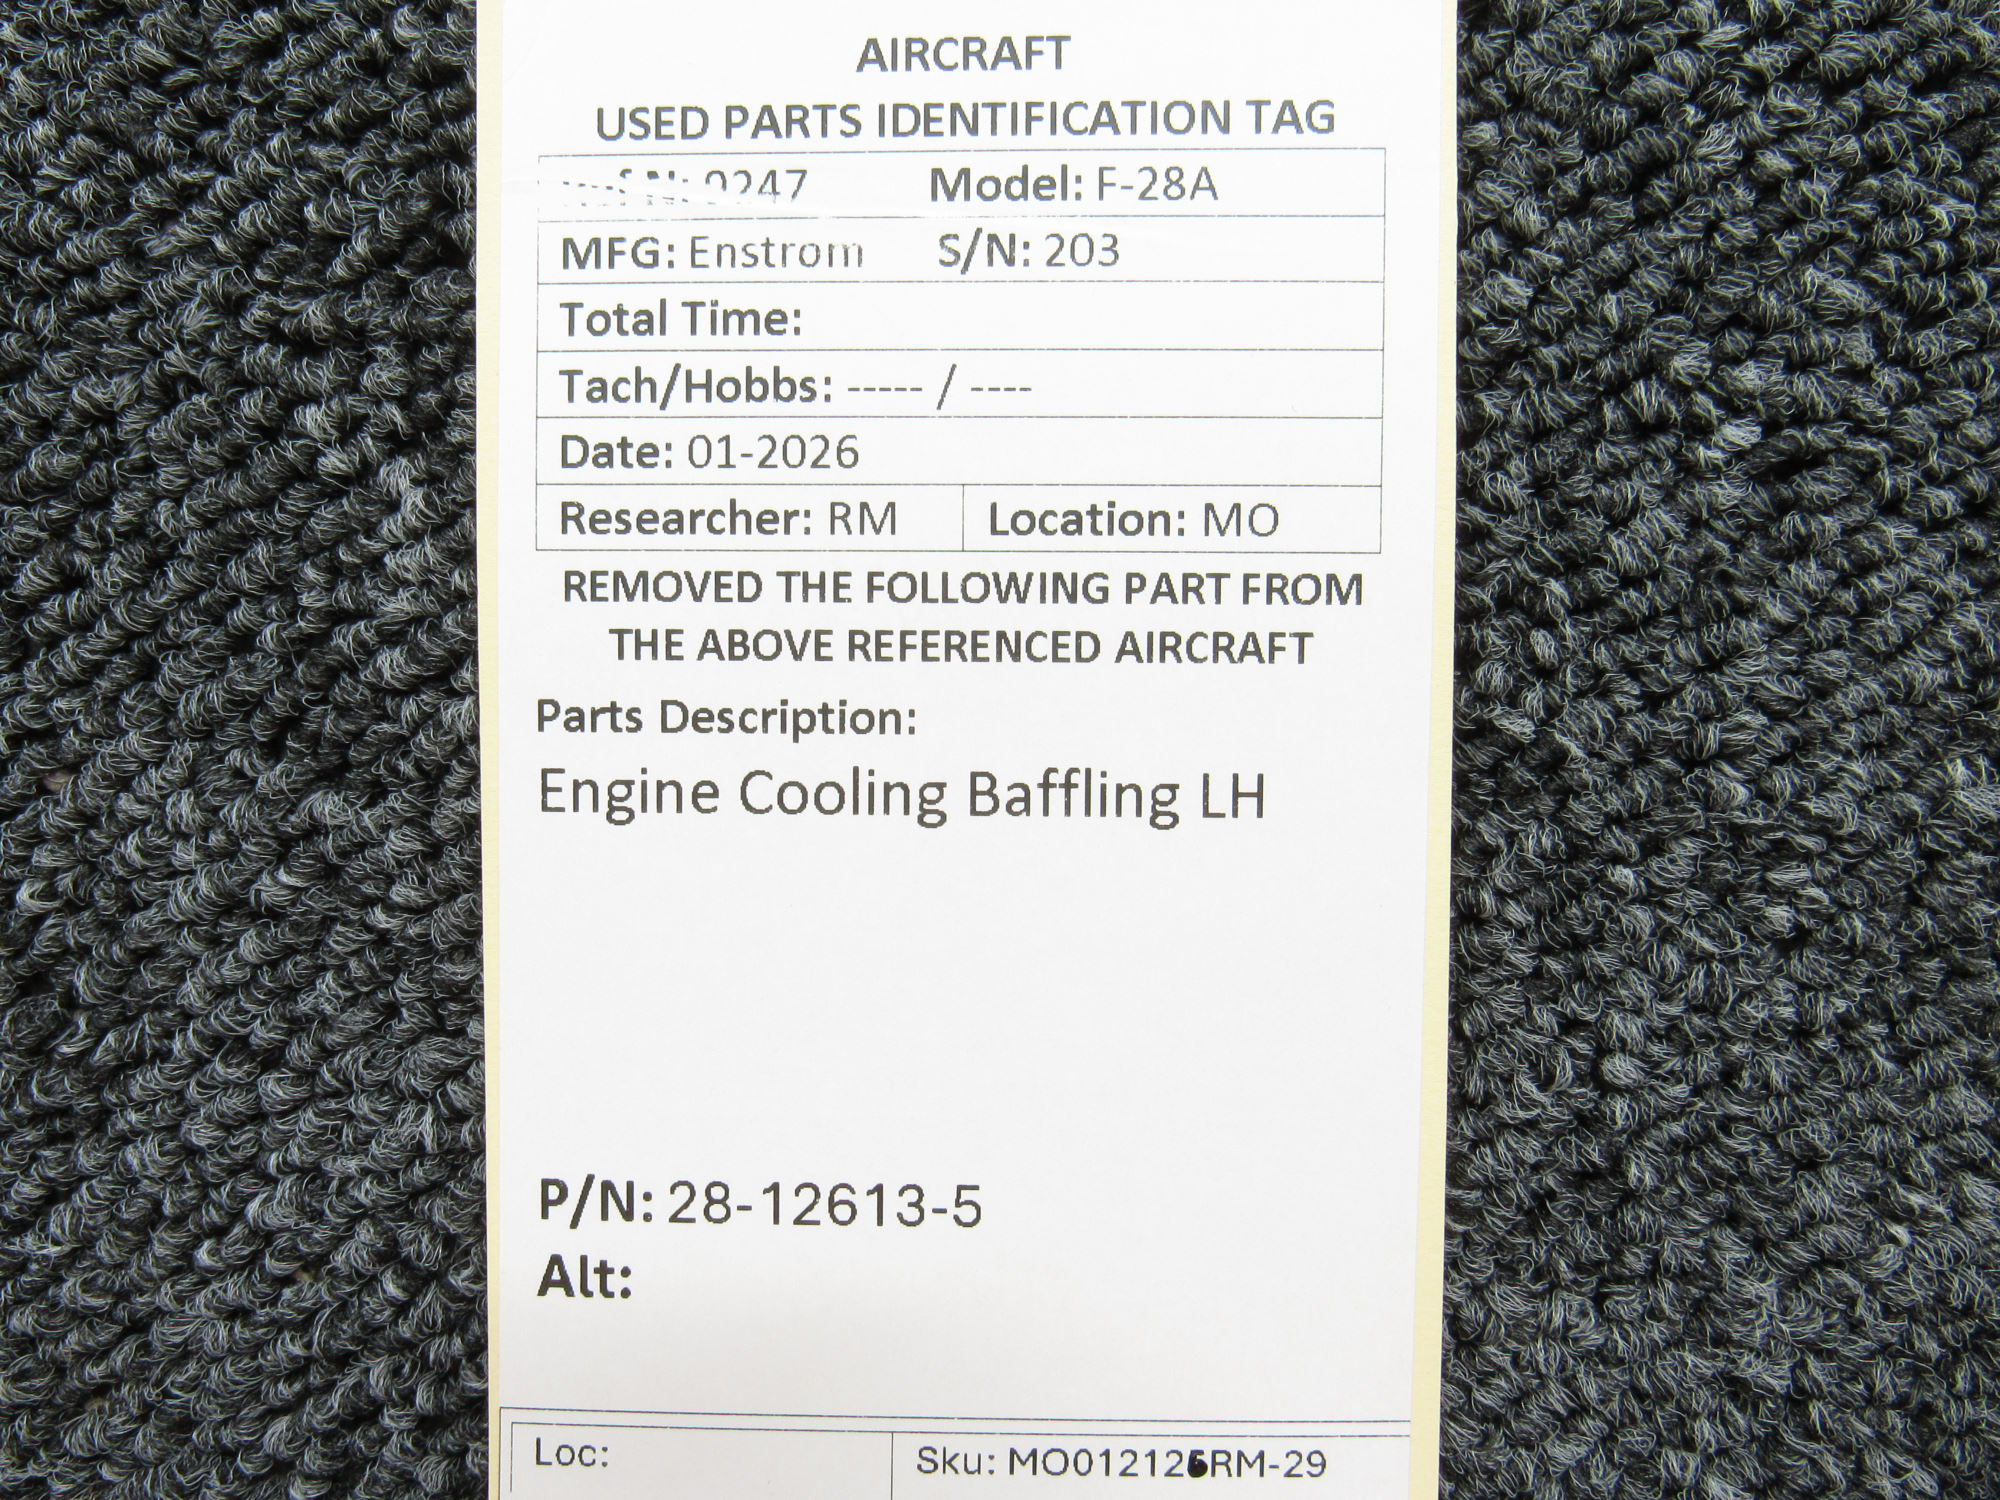 AIRCRAFT
USED PARTS IDENTIFICATION TAG
Model: F-28A
MFG: Enstrom S/N: 203
Total Time:
Tach/Hobbs: ----- / ----
Date: 01-2026
Researcher: RM Location: MO
REMOVED THE FOLLOWING PART FROM
THE ABOVE REFERENCED AIRCRAFT
Parts Description:
Engine Cooling Baffling LH
P/N: 28-12613-5
Alt:
Loc: Sku: MO012126RM-29